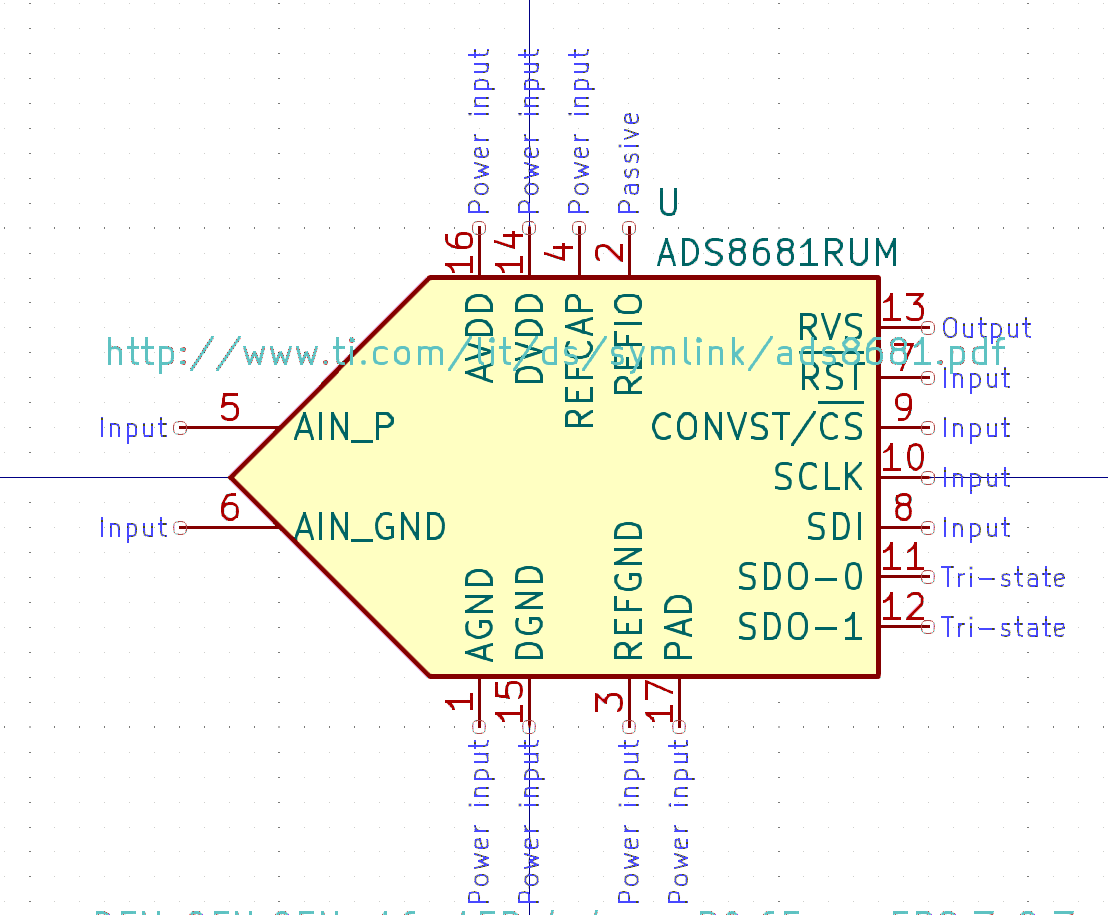 Power input
Power input
Power input
Passive
U
16
14
4
2
ADS8681RUM
AVDD
DVDD
REFCAP
REFIO
RVS
13
Output
http://www.ti.com/lit/ds/symlink/ads8681.pdf
RST
7
Input
Input
5
AIN_P
CONVST/CS
9
Input
SCLK
10
Input
Input
6
AIN_GND
SDI
8
Input
SDO-0
11
Tri-state
SDO-1
12
Tri-state
AGND
DGND
REFGND
PAD
1
15
3
17
Power input
Power input
Power input
Power input